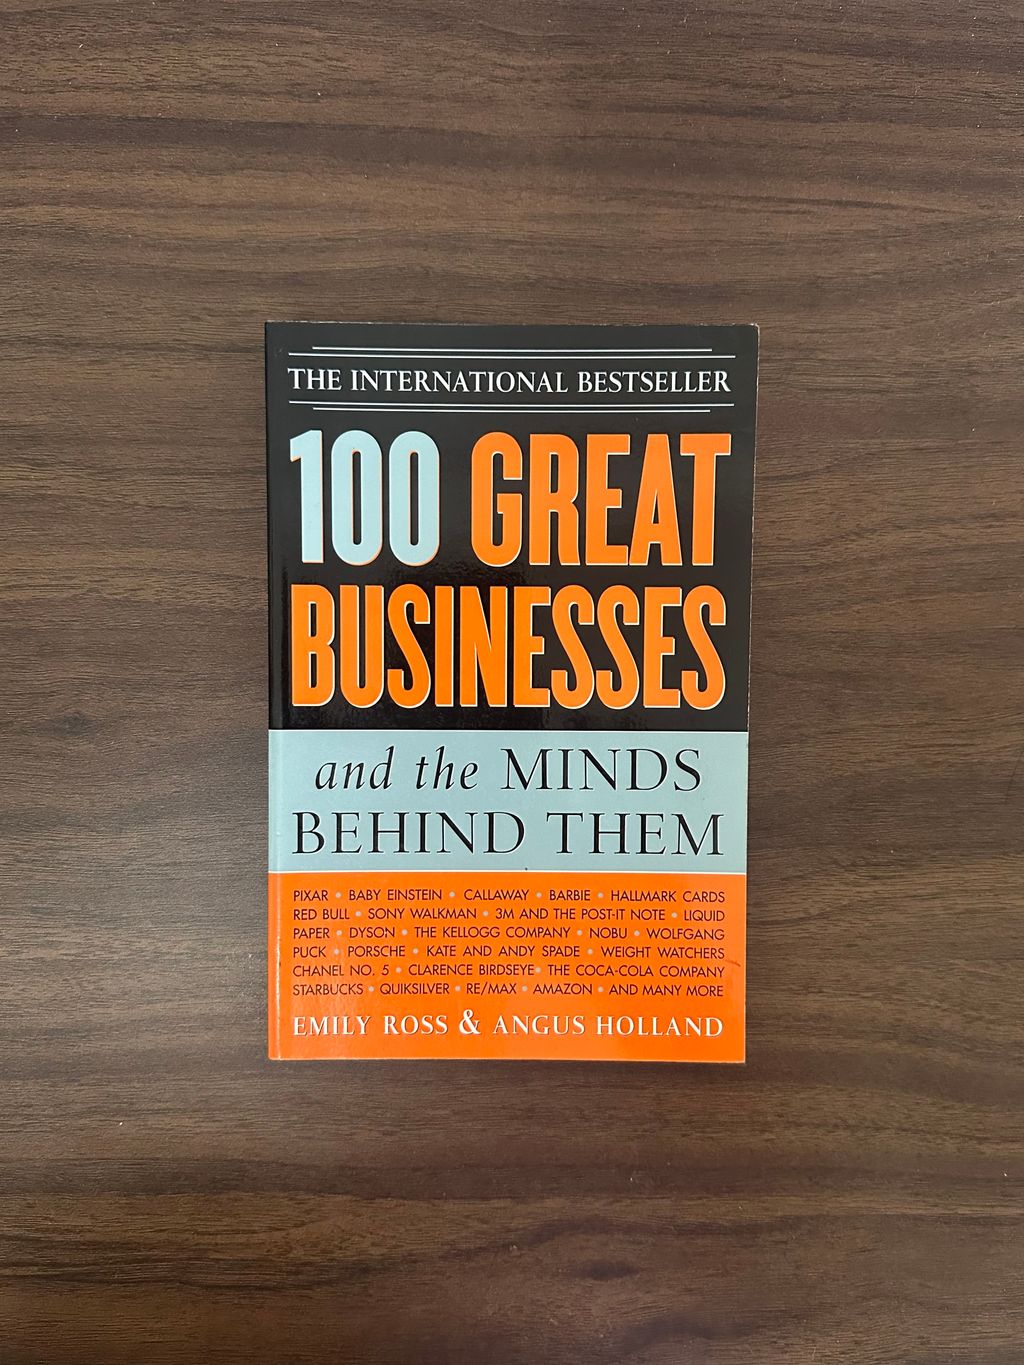 THE INTERNATIONAL BESTSELLER
100 GREAT
BUSINESSES
and the MINDS
BEHIND THEM
PIXAR • BABY EINSTEIN • CALLAWAY • BARBIE • HALLMARK CARDS
RED BULL • SONY WALKMAN • 3M AND THE POST-IT NOTE • LIQUID
PAPER • DYSON • THE KELLOGG COMPANY • NOBU • WOLFGANG
PUCK • PORSCHE • KATE AND ANDY SPADE • WEIGHT WATCHERS
CHANEL NO. 5 • CLARENCE BIRDSEYE • THE COCA-COLA COMPANY
STARBUCKS • QUIKSILVER • RE/MAX • AMAZON • AND MANY MORE
EMILY ROSS & ANGUS HOLLAND